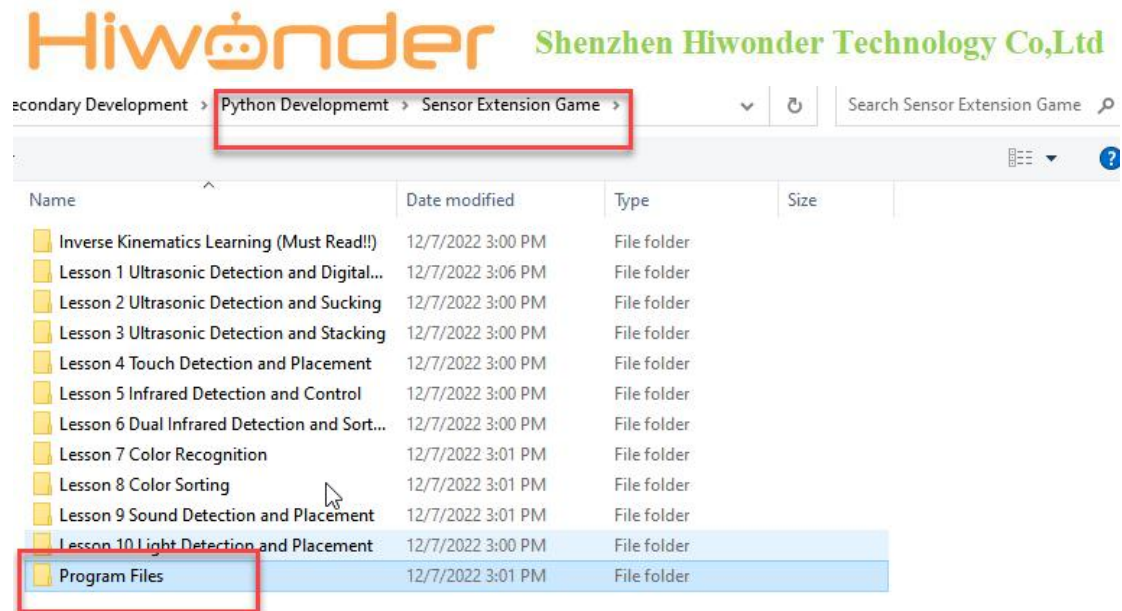 Hiwonder Shenzhen Hiwonder Technology Co,Ltd
econdary Development > Python Developmemt > Sensor Extension Game > Search Sensor Extension Game
?
Name Date modified Type Size
Inverse Kinematics Learning (Must Read!!) 12/7/2022 3:00 PM File folder
Lesson 1 Ultrasonic Detection and Digital... 12/7/2022 3:06 PM File folder
Lesson 2 Ultrasonic Detection and Sucking 12/7/2022 3:00 PM File folder
Lesson 3 Ultrasonic Detection and Stacking 12/7/2022 3:00 PM File folder
Lesson 4 Touch Detection and Placement 12/7/2022 3:00 PM File folder
Lesson 5 Infrared Detection and Control 12/7/2022 3:00 PM File folder
Lesson 6 Dual Infrared Detection and Sort... 12/7/2022 3:00 PM File folder
Lesson 7 Color Recognition 12/7/2022 3:01 PM File folder
Lesson 8 Color Sorting 12/7/2022 3:01 PM File folder
Lesson 9 Sound Detection and Placement 12/7/2022 3:01 PM File folder
Lesson 10 Light Detection and Placement 12/7/2022 3:00 PM File folder
Program Files 12/7/2022 3:01 PM File folder